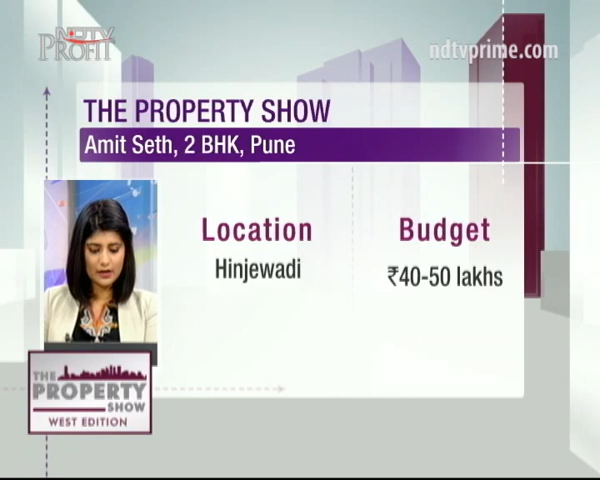 NDTV
PROFIT
ndtvprime.com
THE PROPERTY SHOW
Amit Seth, 2 BHK, Pune
Location
Budget
Hinjewadi
₹40-50 lakhs
THE
PROPERTY
SHOW
WEST EDITION